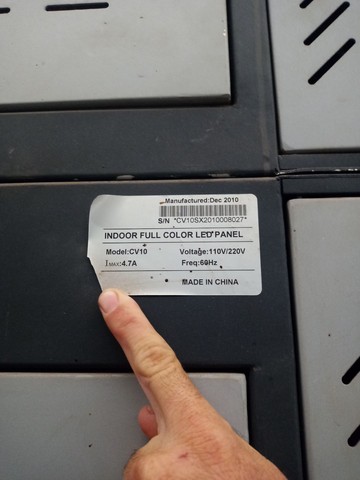 Manufactured:Dec 2010
S/N *CV10SX2010008027*
INDOOR FULL COLOR LED PANEL
Model:CV10 Voltage:110V/220V
IMAX:4.7A Freq:60Hz
MADE IN CHINA